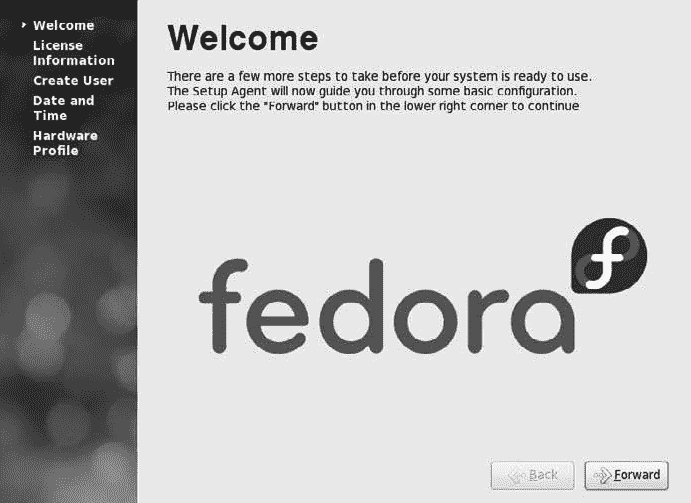 Welcome
License
Information
Create User
Date and
Time
Hardware
Profile
Welcome
There are a few more steps to take before your system is ready to use.
The Setup Agent will now guide you through some basic configuration.
Please click the "Forward" button in the lower right corner to continue
fedora
f
Back
Forward